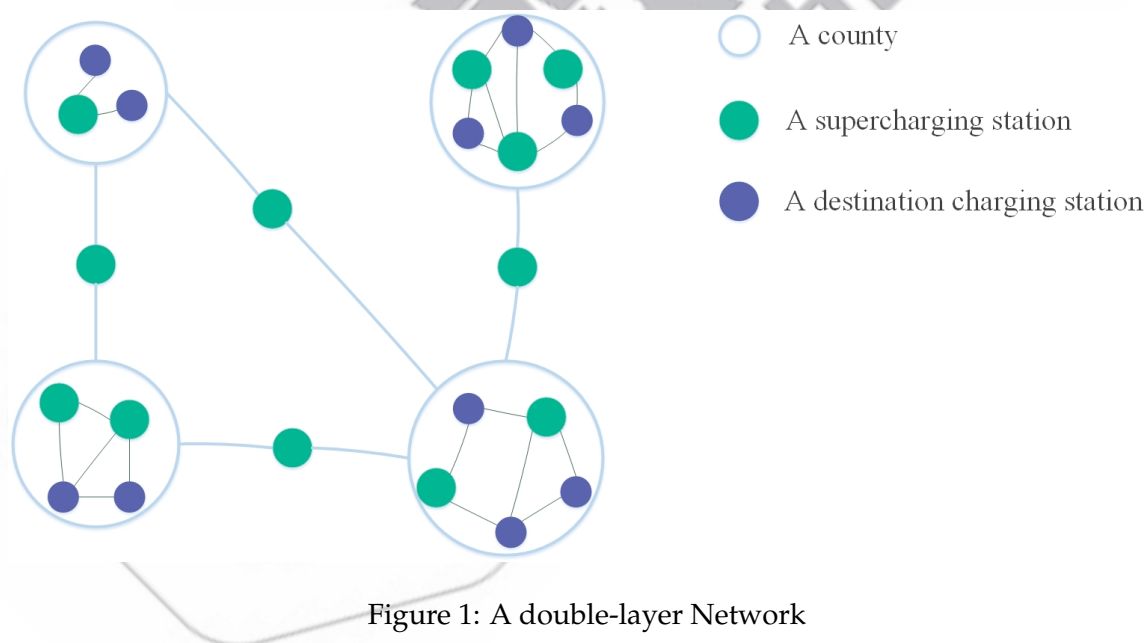 A county
A supercharging station
A destination charging station
Figure 1: A double-layer Network